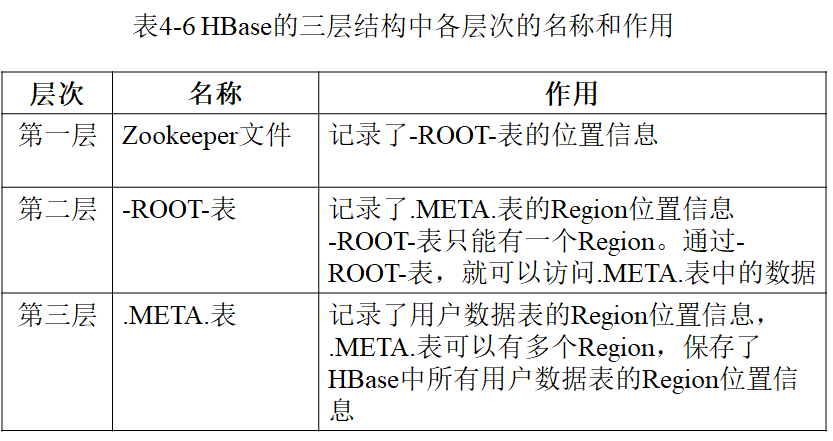 表4-6 HBase的三层结构中各层次的名称和作用
层次 名称 作用
第一层 Zookeeper文件 记录了-ROOT-表的位置信息
第二层 -ROOT-表 记录了.META.表的Region位置信息
-ROOT-表只能有一个Region。通过-
ROOT-表，就可以访问.META.表中的数据
第三层 .META.表 记录了用户数据表的Region位置信息，
.META.表可以有多个Region，保存了
HBase中所有用户数据表的Region位置信
息